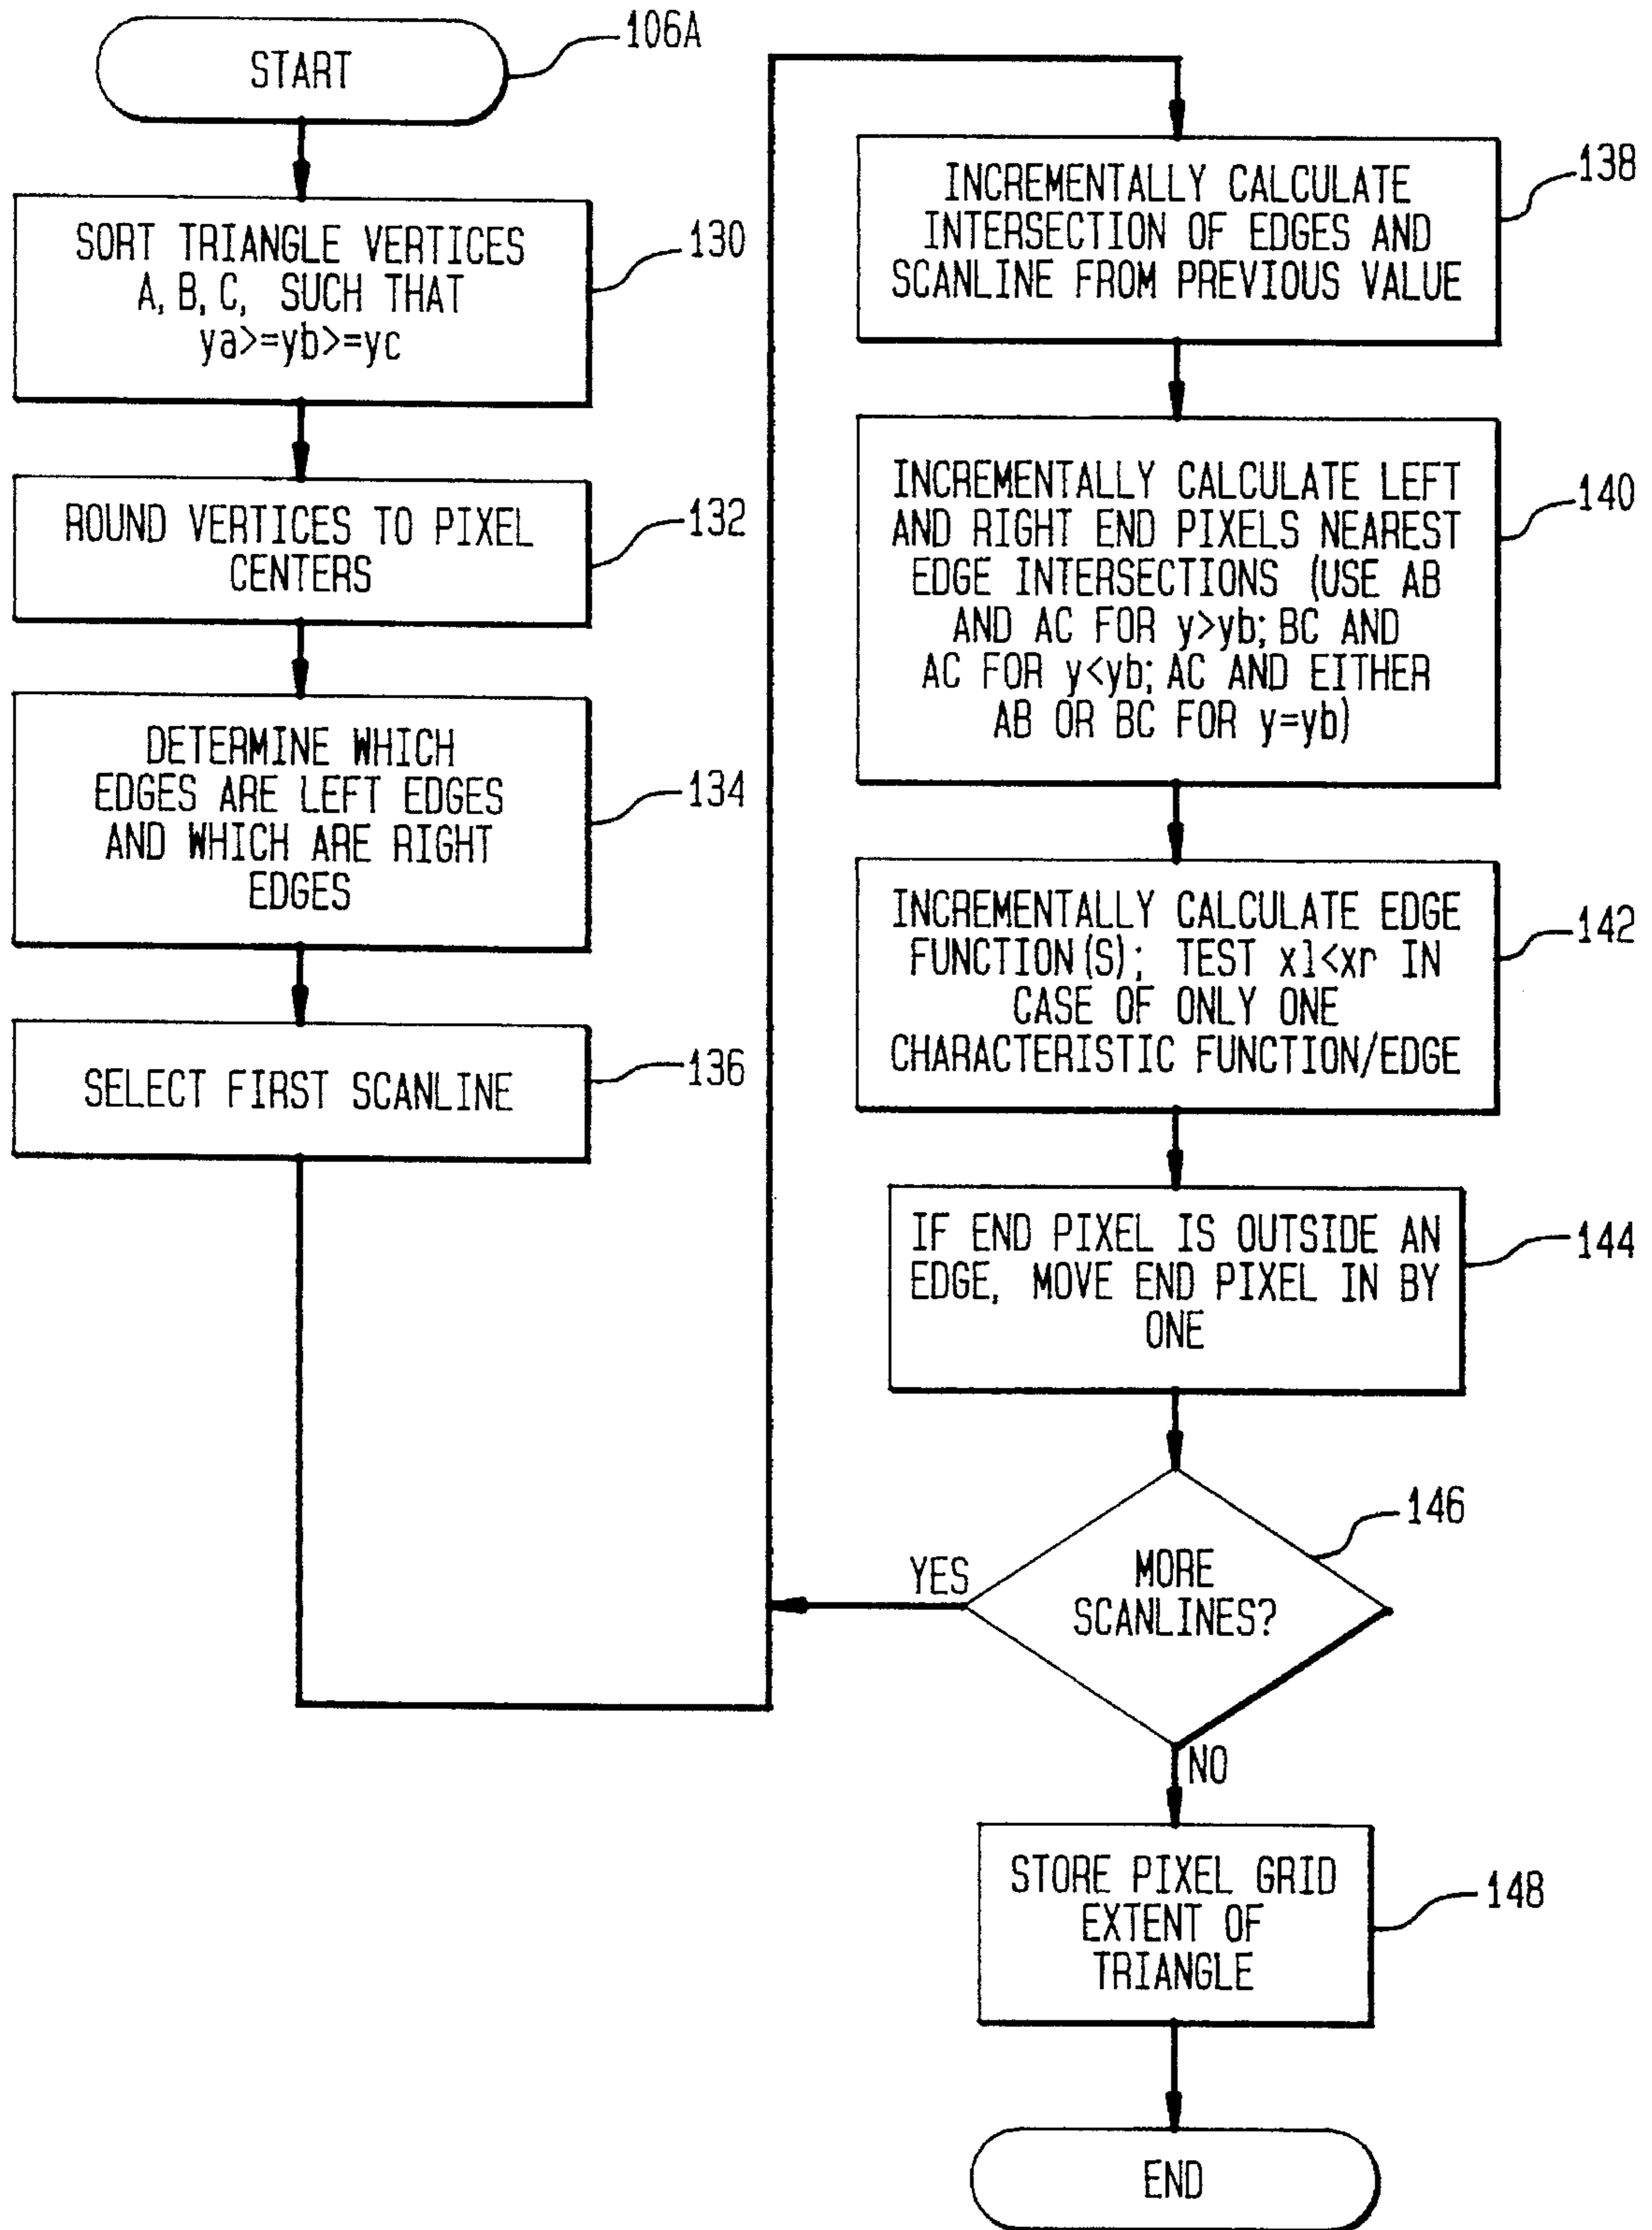 START
106A
SORT TRIANGLE VERTICES
A, B, C, SUCH THAT
ya>=yb>=yc
130
ROUND VERTICES TO PIXEL
CENTERS
132
DETERMINE WHICH
EDGES ARE LEFT EDGES
AND WHICH ARE RIGHT
EDGES
134
SELECT FIRST SCANLINE
136
INCREMENTALLY CALCULATE
INTERSECTION OF EDGES AND
SCANLINE FROM PREVIOUS VALUE
138
INCREMENTALLY CALCULATE LEFT
AND RIGHT END PIXELS NEAREST
EDGE INTERSECTIONS (USE AB
AND AC FOR y>yb; BC AND
AC FOR y<yb; AC AND EITHER
AB OR BC FOR y=yb)
140
INCREMENTALLY CALCULATE EDGE
FUNCTION(S); TEST xl<xr IN
CASE OF ONLY ONE
CHARACTERISTIC FUNCTION/EDGE
142
IF END PIXEL IS OUTSIDE AN
EDGE, MOVE END PIXEL IN BY
ONE
144
MORE
SCANLINES?
146
YES
NO
STORE PIXEL GRID
EXTENT OF
TRIANGLE
148
END